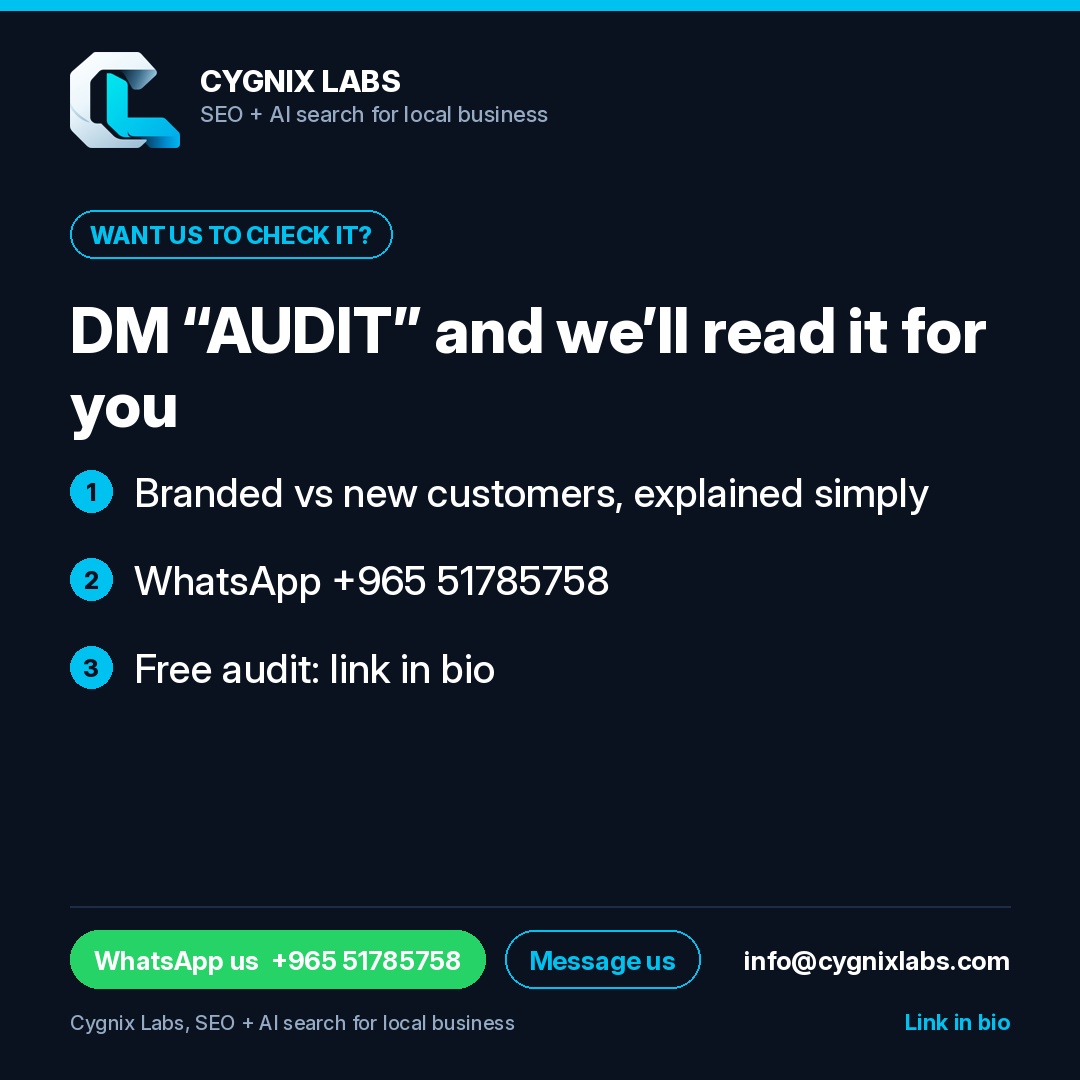 CYGNIX LABS
SEO + AI search for local business
WANT US TO CHECK IT?
DM “AUDIT” and we’ll read it for
you
1 Branded vs new customers, explained simply
2 WhatsApp +965 51785758
3 Free audit: link in bio
WhatsApp us +965 51785758 Message us info@cygnixlabs.com
Cygnix Labs, SEO + AI search for local business Link in bio